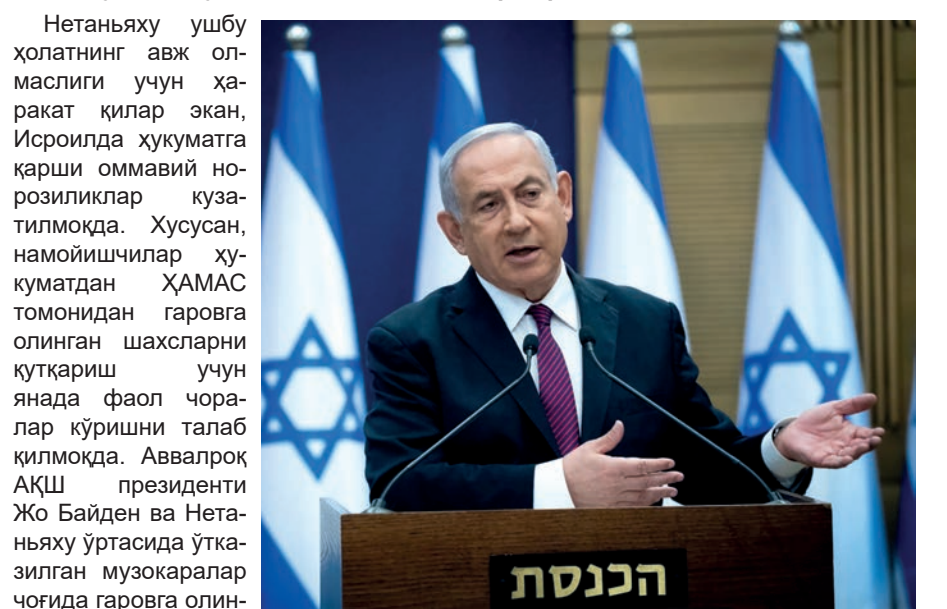 Нетаньяху ушбу
ҳолатнинг авж ол-
маслиги учун ҳа-
ракат қилар экан,
Исроилда ҳукуматга
қарши оммавий но-
розиликлар куза-
тилмоқда. Хусусан,
намойишчилар ҳу-
куматдан ҲАМАС
томонидан гаровга
олинган шахсларни
қутқариш учун
янада фаол чора-
лар кўришни талаб
қилмоқда. Аввалроқ
АҚШ президенти
Жо Байден ва Нета-
ньяху ўртасида ўтка-
зилган музокаралар
чоғида гаровга олин-
הכנסת